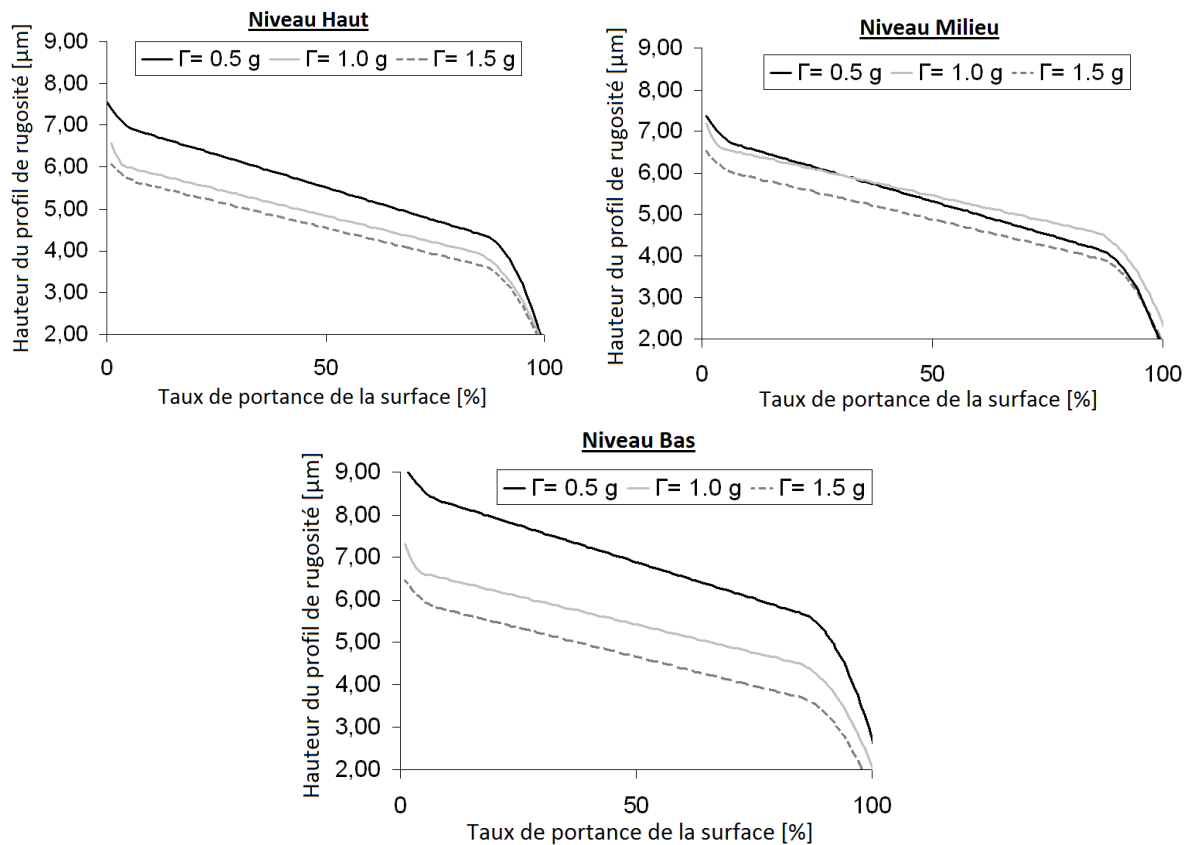 Niveau Haut
Hauteur du profil de rugosité [µm]
9,00
8,00
7,00
6,00
5,00
4,00
3,00
2,00
Γ= 0.5 g Γ= 1.0 g Γ= 1.5 g
0 50 100
Taux de portance de la surface [%]
Niveau Milieu
Hauteur du profil de rugosité [µm]
9,00
8,00
7,00
6,00
5,00
4,00
3,00
2,00
Γ= 0.5 g Γ= 1.0 g Γ= 1.5 g
0 50 100
Taux de portance de la surface [%]
Niveau Bas
Hauteur du profil de rugosité [µm]
9,00
8,00
7,00
6,00
5,00
4,00
3,00
2,00
Γ= 0.5 g Γ= 1.0 g Γ= 1.5 g
0 50 100
Taux de portance de la surface [%]